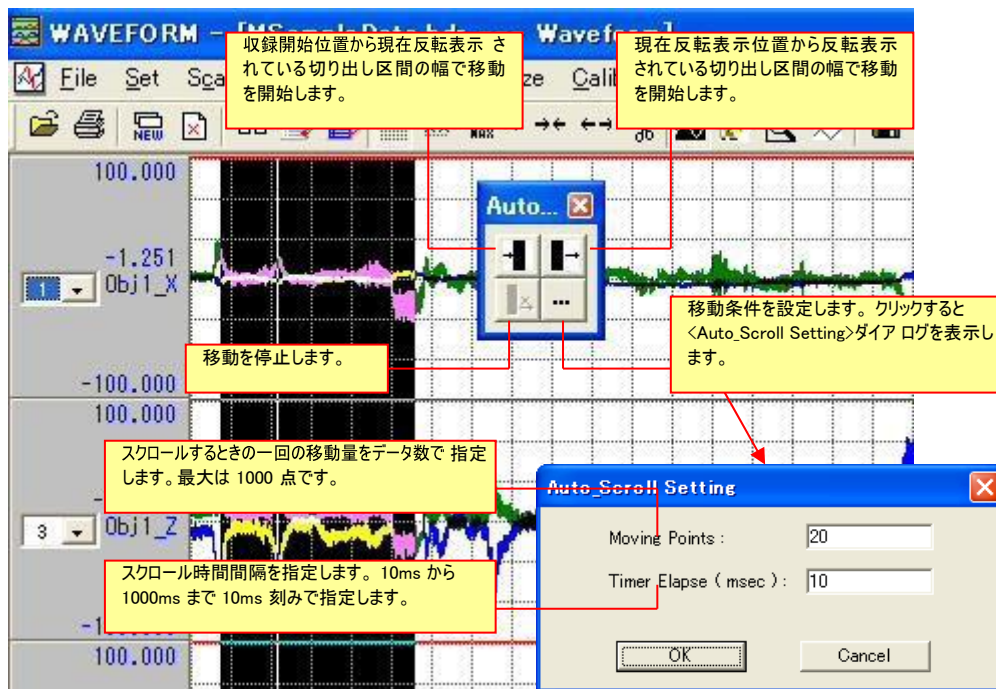 WAVEFORM - [MSampleData.hds Waveform]
収録開始位置から現在反転表示 さ
れている切り出し区間の幅で移動
を開始します。
現在反転表示位置から反転表示
されている切り出し区間の幅で移動
を開始します。
File Set
NEW
MAX
100.000
-1.251
1 Obj1_X
-100.000
Auto...
移動を停止します。
移動条件を設定します。 クリックすると
<Auto_Scroll Setting>ダイア ログを表示し
ます。
100.000
スクロールするときの一回の移動量をデータ数で 指定
します。最大は 1000 点です。
3 Obj1_Z
スクロール時間間隔を指定します。 10ms から
1000ms まで 10ms 刻みで指定します。
100.000
Auto_Scroll Setting
Moving Points : 20
Timer Elapse ( msec ) : 10
OK Cancel